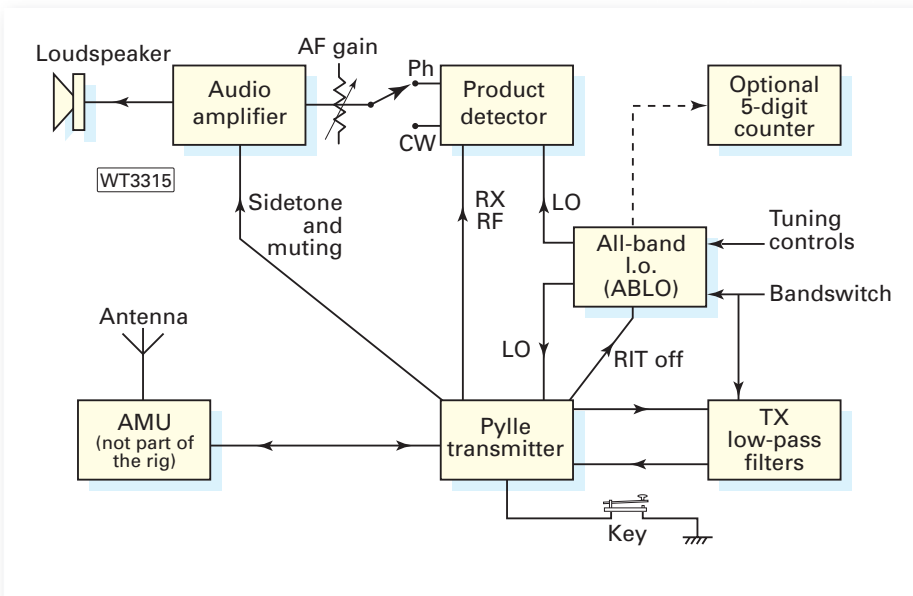 Loudspeaker
Audio
amplifier
AF gain
Ph
CW
Product
detector
Optional
5-digit
counter
WT3315
Sidetone
and
muting
RX
RF
LO
All-band
l.o.
(ABLO)
Tuning
controls
Bandswitch
Antenna
LO
RIT off
AMU
(not part of
the rig)
Pylle
transmitter
TX
low-pass
filters
Key